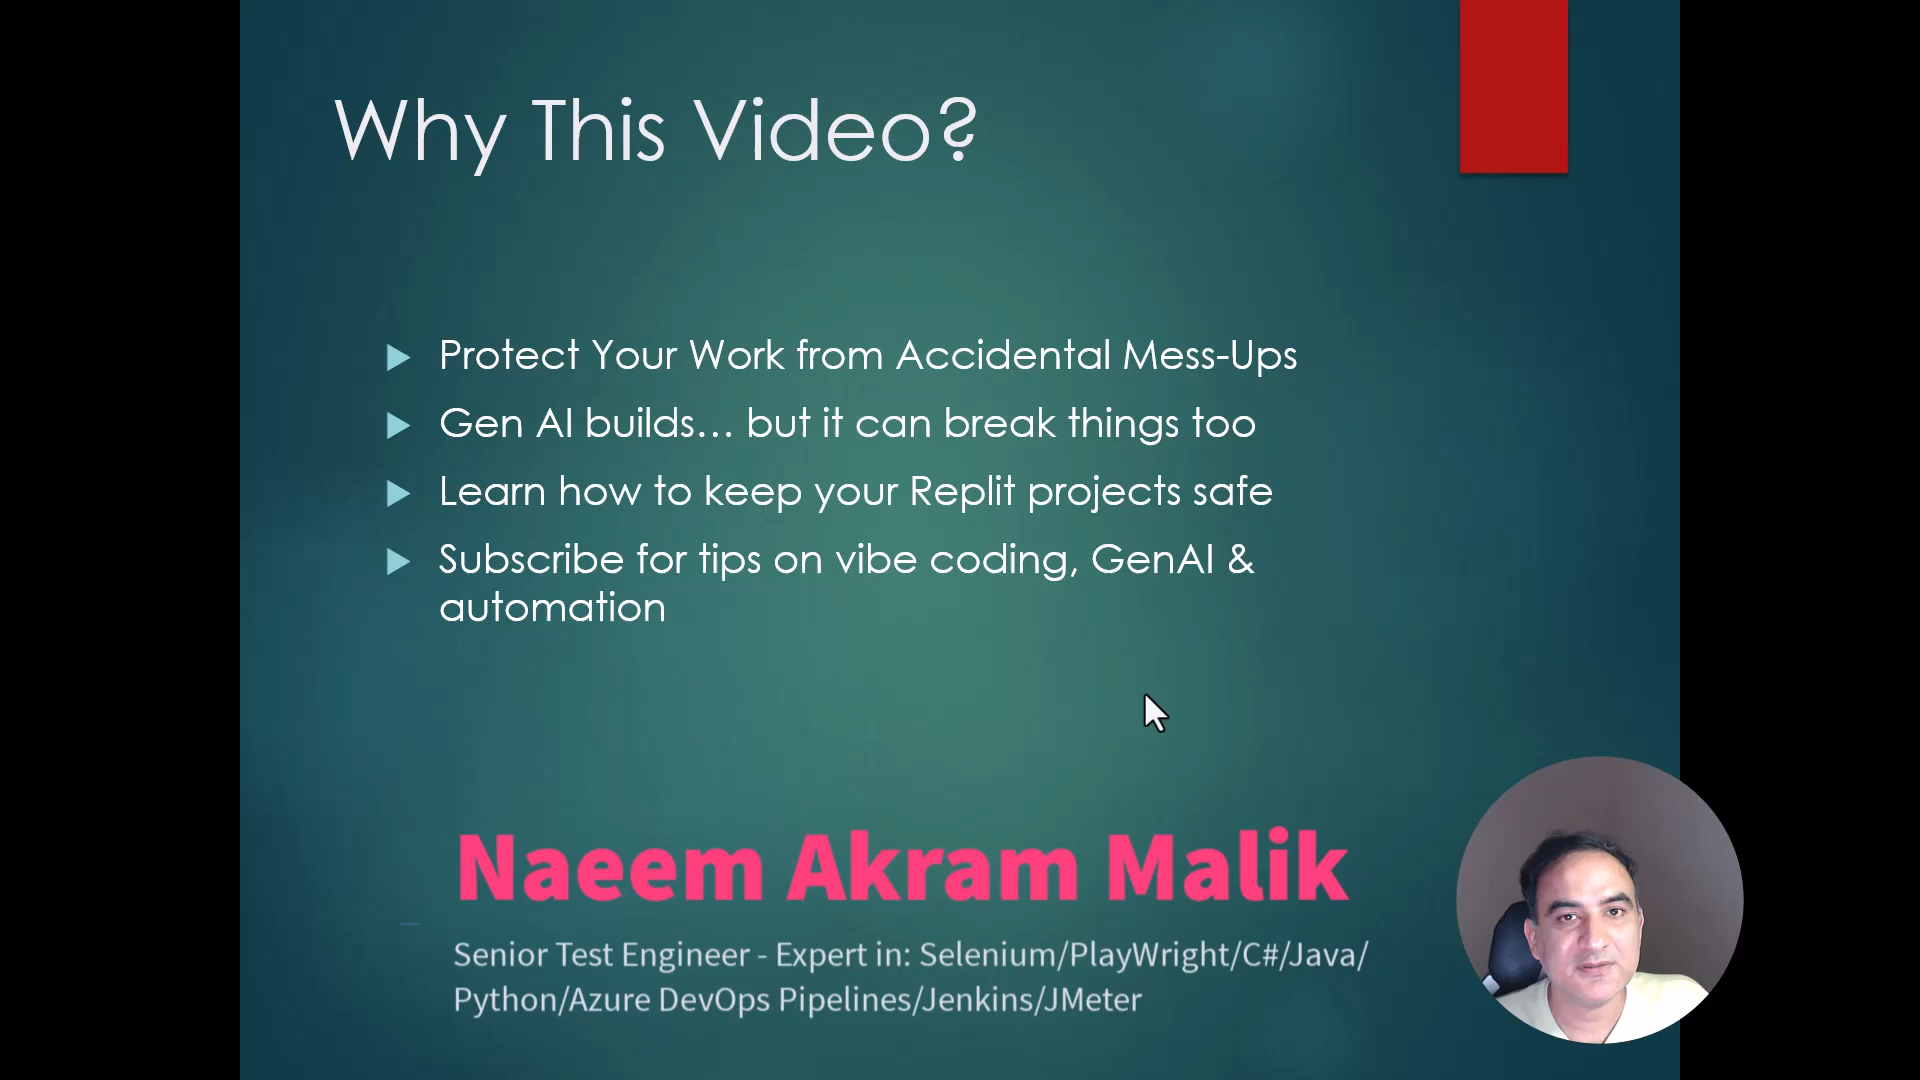 Why This Video?
Protect Your Work from Accidental Mess-Ups
Gen AI builds... but it can break things too
Learn how to keep your Replit projects safe
Subscribe for tips on vibe coding, GenAI &
automation
Naeem Akram Malik
Senior Test Engineer - Expert in: Selenium/PlayWright/C#/Java/
Python/Azure DevOps Pipelines/Jenkins/JMeter